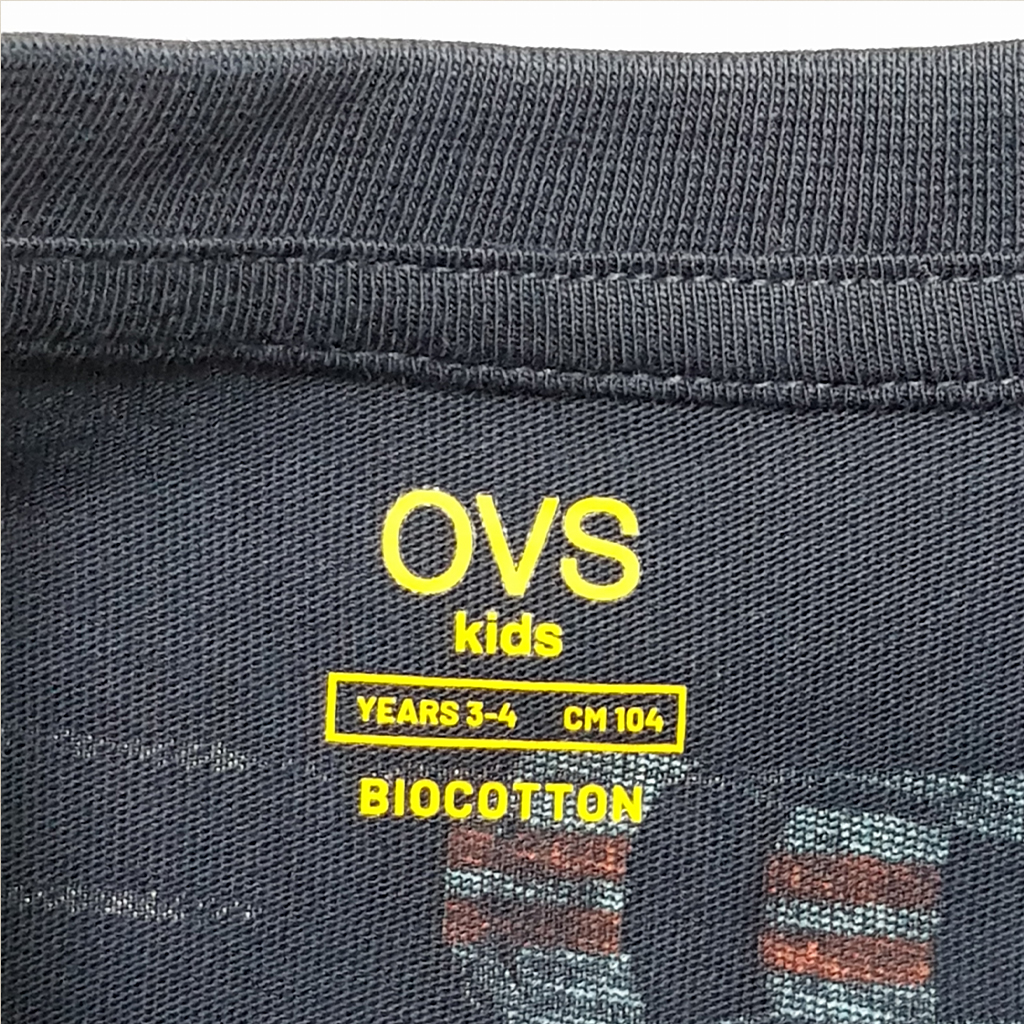 OVS
kids
YEARS 3-4 CM 104
BIOCOTTON